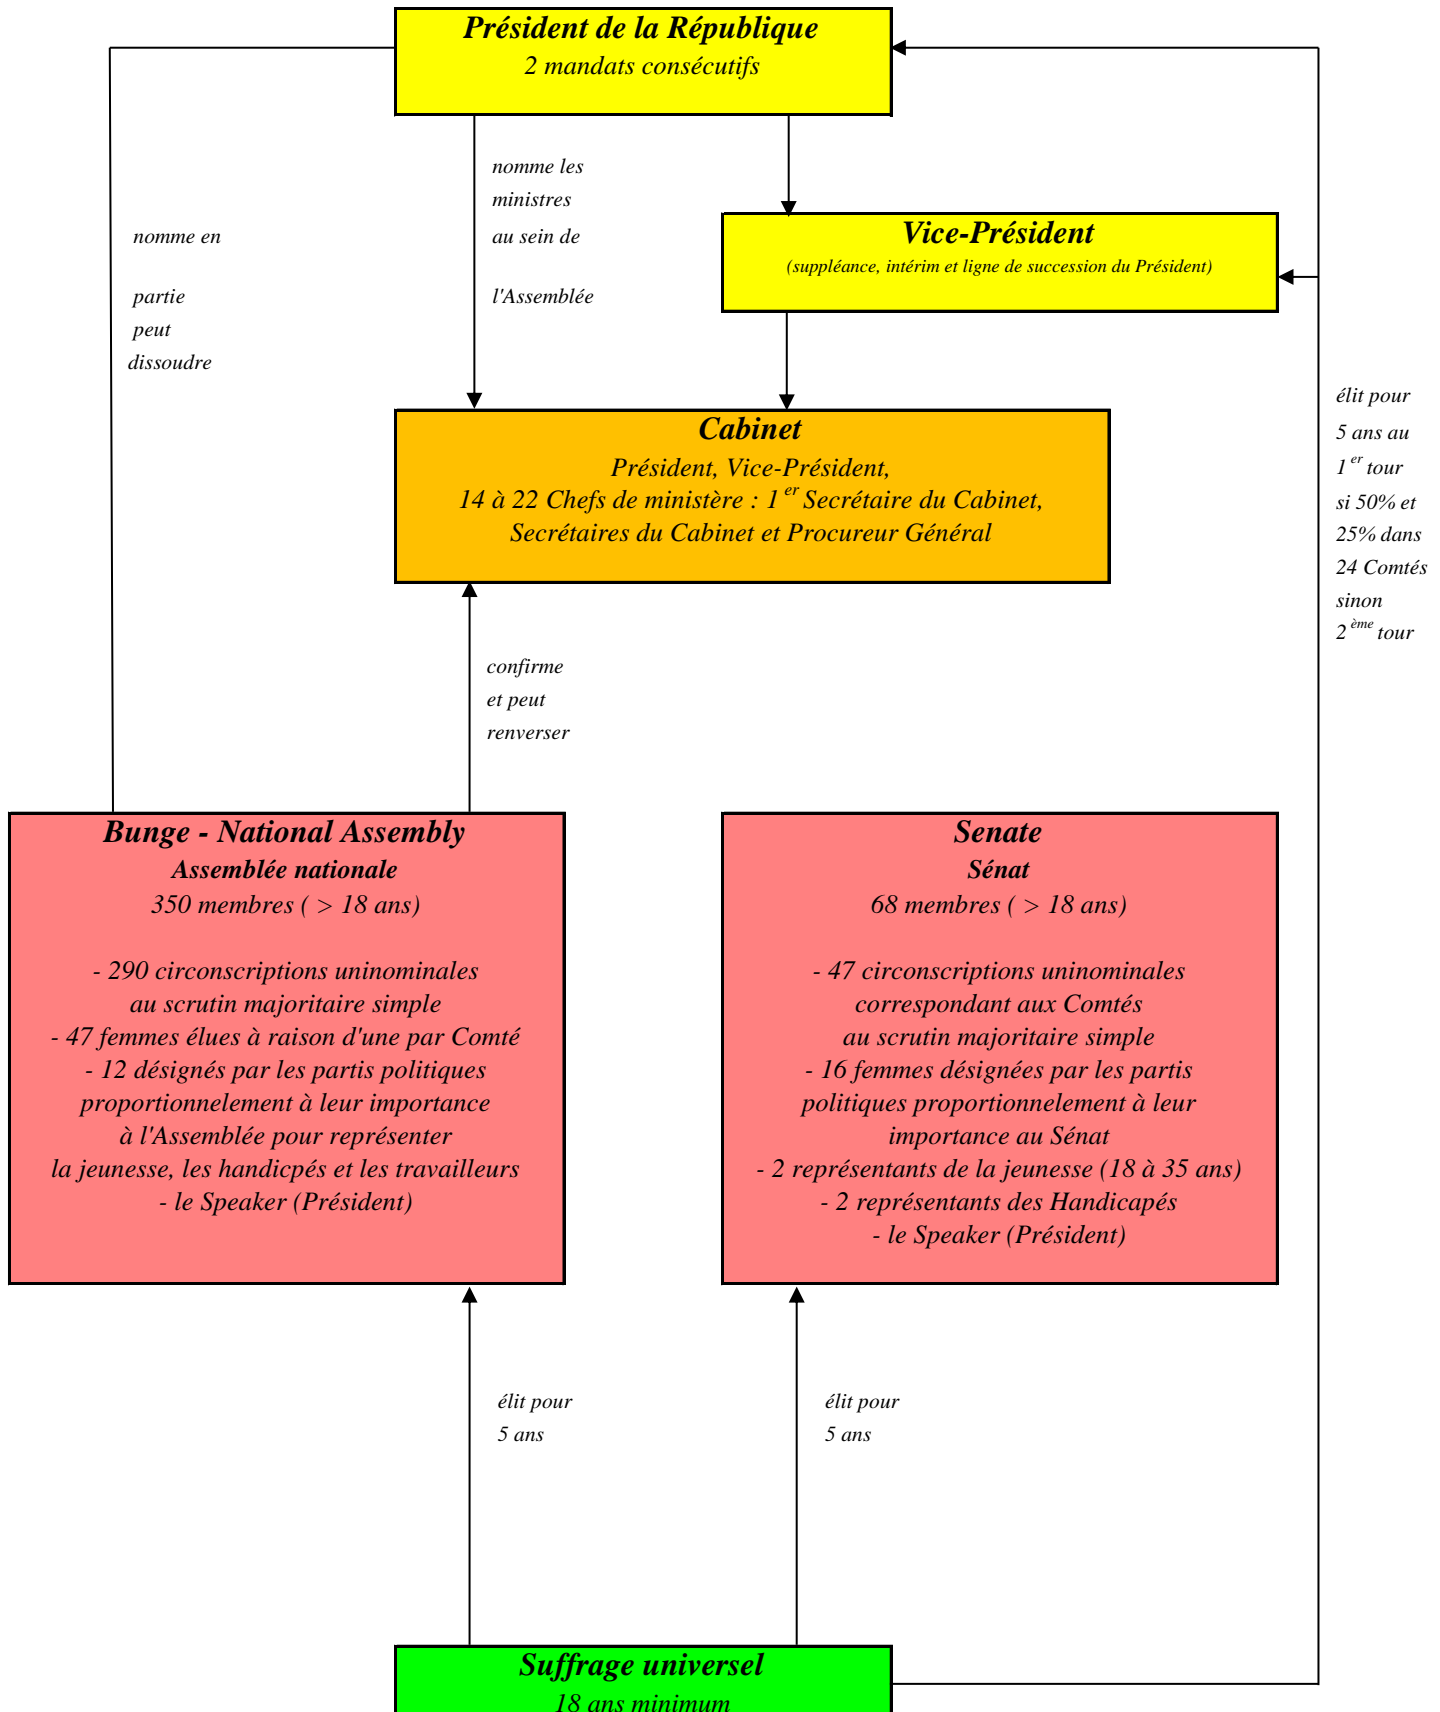 Président de la République
2 mandats consécutifs
nomme les
ministres
au sein de
l'Assemblée
nomme en
partie
peut
dissoudre
Vice-Président
(suppléance, intérim et ligne de succession du Président)
élit pour
5 ans au
1 er tour
si 50% et
25% dans
24 Comtés
sinon
2 ème tour
Cabinet
Président, Vice-Président,
14 à 22 Chefs de ministère : 1 er Secrétaire du Cabinet,
Secrétaires du Cabinet et Procureur Général
confirme
et peut
renverser
Bunge - National Assembly
Assemblée nationale
350 membres ( > 18 ans)
- 290 circonscriptions uninominales
au scrutin majoritaire simple
- 47 femmes élues à raison d'une par Comté
- 12 désignés par les partis politiques
proportionnelement à leur importance
à l'Assemblée pour représenter
la jeunesse, les handicpés et les travailleurs
- le Speaker (Président)
Senate
Sénat
68 membres ( > 18 ans)
- 47 circonscriptions uninominales
correspondant aux Comtés
au scrutin majoritaire simple
- 16 femmes désignées par les partis
politiques proportionnelement à leur
importance au Sénat
- 2 représentants de la jeunesse (18 à 35 ans)
- 2 représentants des Handicapés
- le Speaker (Président)
élit pour
5 ans
élit pour
5 ans
Suffrage universel
18 ans minimum